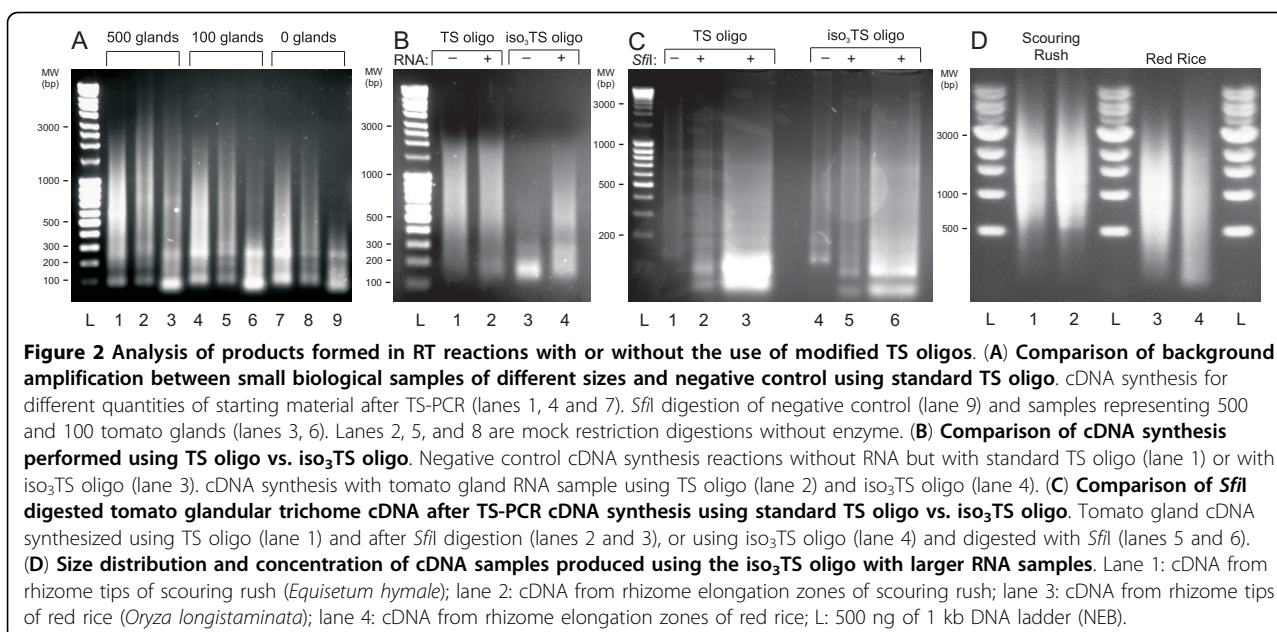 A 500 glands 100 glands 0 glands
MW (bp)
3000
1000
500
300
200
100
L 1 2 3 4 5 6 7 8 9
B TS oligo iso₃TS oligo
RNA: − + − +
MW (bp)
3000
1000
500
300
200
100
L 1 2 3 4
C TS oligo iso₃TS oligo
SfiI: − + + − + +
MW (bp)
3000
1000
500
200
L 1 2 3 4 5 6
D Scouring Rush Red Rice
MW (bp)
3000
1000
500
L 1 2 L 3 4 L
Figure 2 Analysis of products formed in RT reactions with or without the use of modified TS oligos. (A) Comparison of background
amplification between small biological samples of different sizes and negative control using standard TS oligo. cDNA synthesis for
different quantities of starting material after TS-PCR (lanes 1, 4 and 7). SfiI digestion of negative control (lane 9) and samples representing 500
and 100 tomato glands (lanes 3, 6). Lanes 2, 5, and 8 are mock restriction digestions without enzyme. (B) Comparison of cDNA synthesis
performed using TS oligo vs. iso₃TS oligo. Negative control cDNA synthesis reactions without RNA but with standard TS oligo (lane 1) or with
iso₃TS oligo (lane 3). cDNA synthesis with tomato gland RNA sample using TS oligo (lane 2) and iso₃TS oligo (lane 4). (C) Comparison of SfiI
digested tomato glandular trichome cDNA after TS-PCR cDNA synthesis using standard TS oligo vs. iso₃TS oligo. Tomato gland cDNA
synthesized using TS oligo (lane 1) and after SfiI digestion (lanes 2 and 3), or using iso₃TS oligo (lane 4) and digested with SfiI (lanes 5 and 6).
(D) Size distribution and concentration of cDNA samples produced using the iso₃TS oligo with larger RNA samples. Lane 1: cDNA from
rhizome tips of scouring rush (Equisetum hymale); lane 2: cDNA from rhizome elongation zones of scouring rush; lane 3: cDNA from rhizome tips
of red rice (Oryza longistaminata); lane 4: cDNA from rhizome elongation zones of red rice; L: 500 ng of 1 kb DNA ladder (NEB).